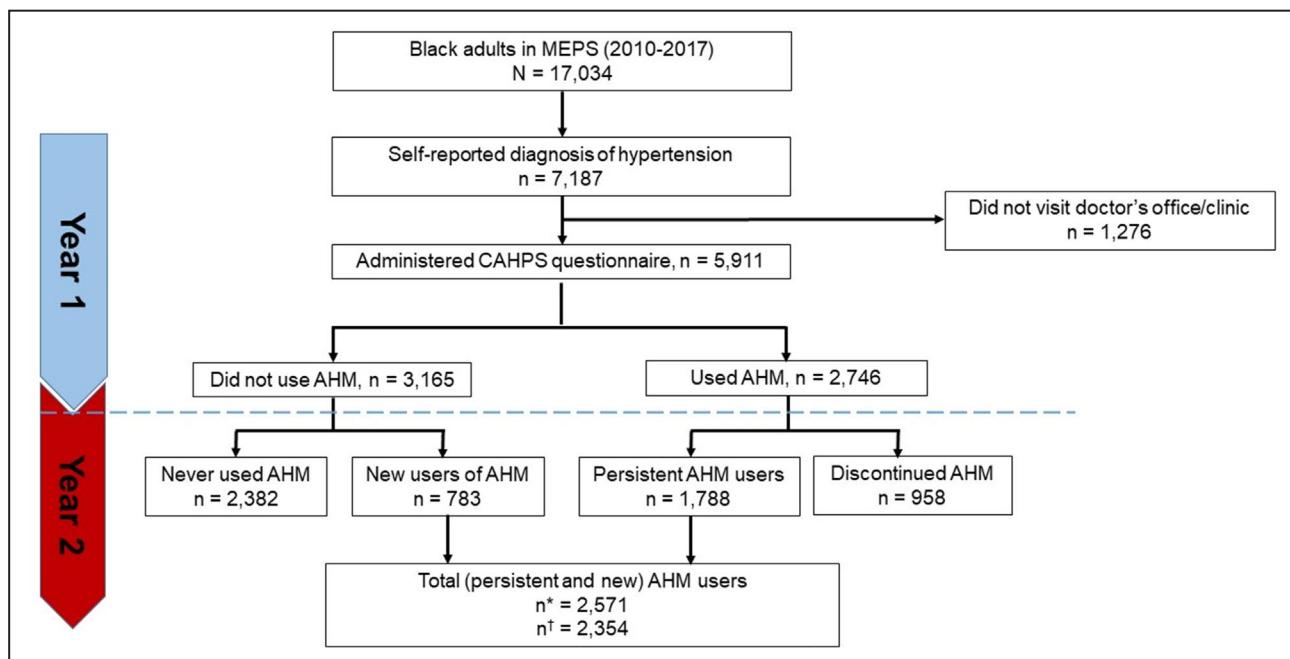 Black adults in MEPS (2010-2017)
N = 17,034
Self-reported diagnosis of hypertension
n = 7,187
Did not visit doctor's office/clinic
n = 1,276
Administered CAHPS questionnaire, n = 5,911
Year 1
Did not use AHM, n = 3,165
Used AHM, n = 2,746
Year 2
Never used AHM
n = 2,382
New users of AHM
n = 783
Persistent AHM users
n = 1,788
Discontinued AHM
n = 958
Total (persistent and new) AHM users
n* = 2,571
n† = 2,354